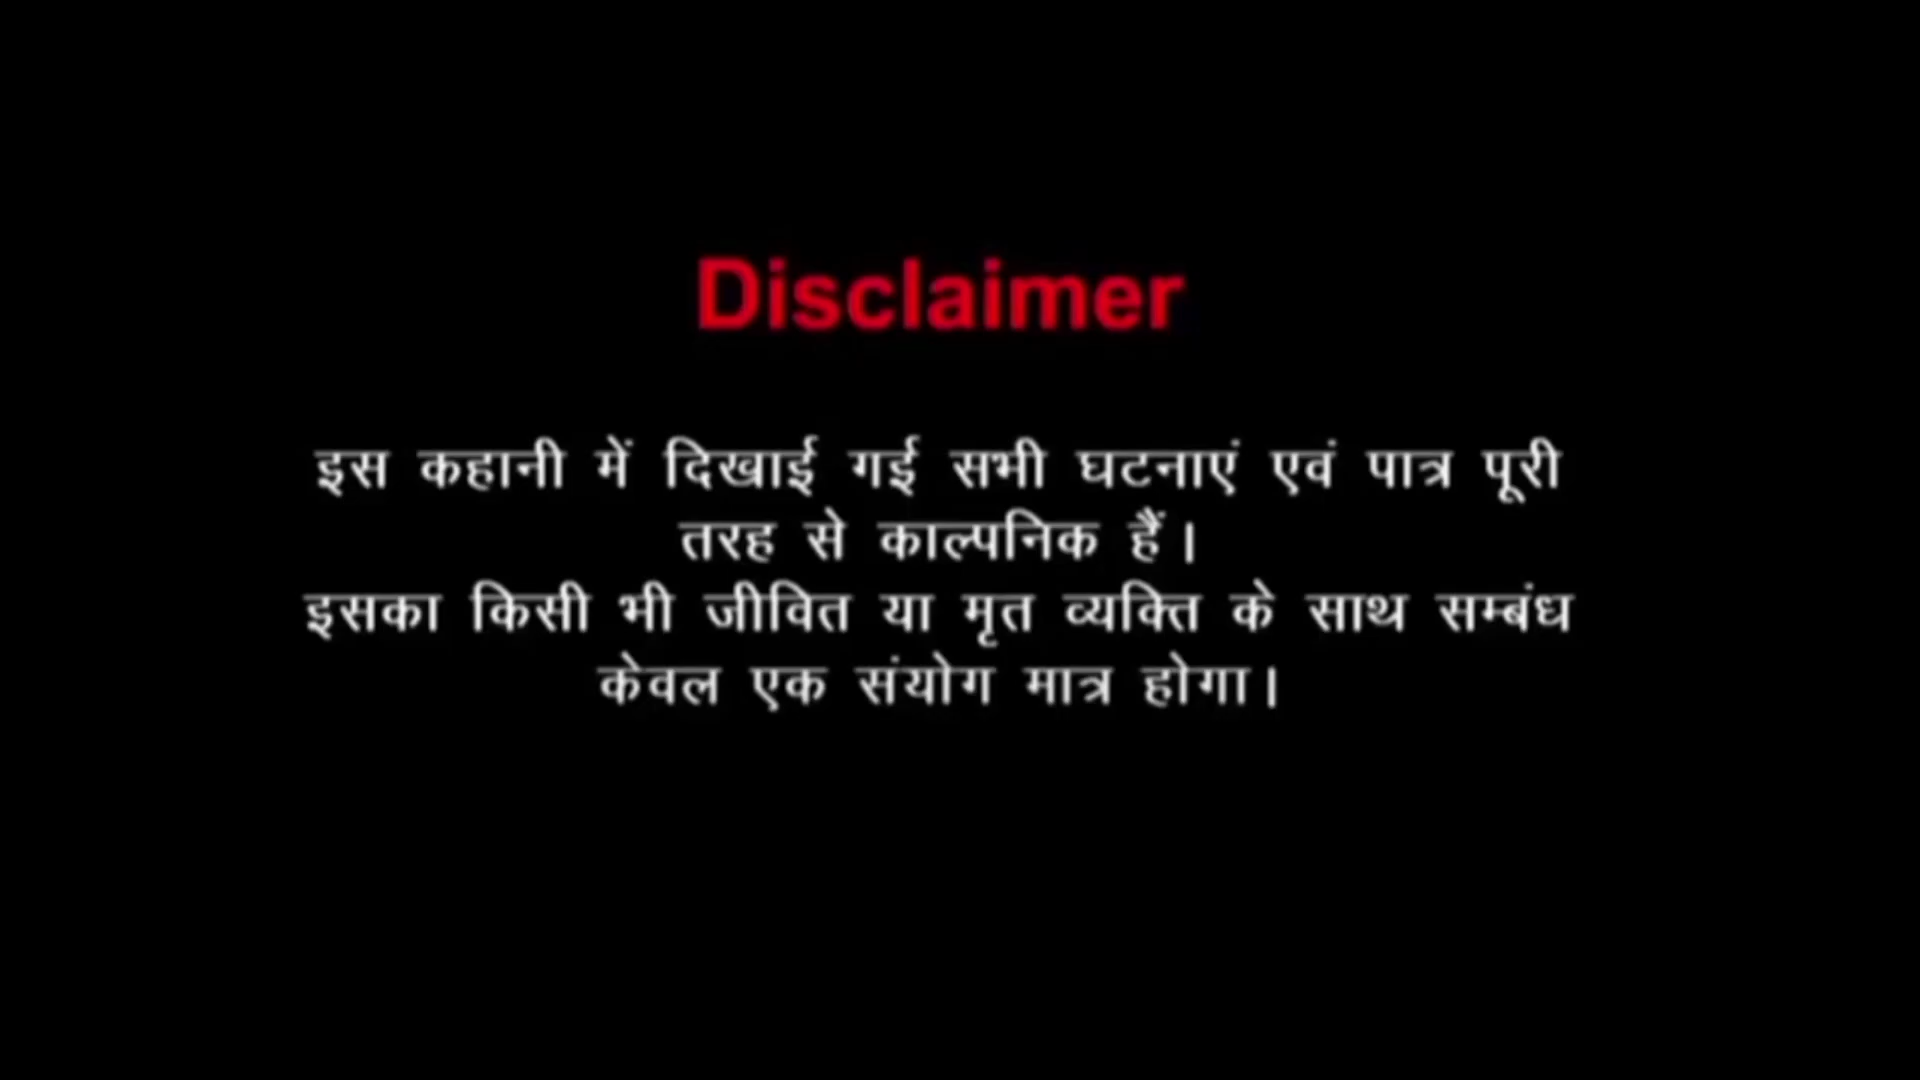 Disclaimer
इस कहानी में दिखाई गई सभी घटनाएं एवं पात्र पूरी
तरह से काल्पनिक हैं।
इसका किसी भी जीवित या मृत व्यक्ति के साथ सम्बंध
केवल एक संयोग मात्र होगा।